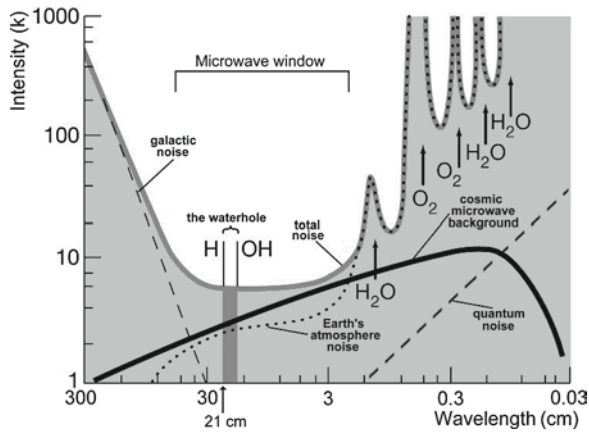 Intensity (k)
1000
100
10
1
Microwave window
galactic
noise
the waterhole
H OH
total
noise
H2O
O2
O2
H2O
H2O
cosmic
microwave
background
Earth's
atmosphere
noise
quantum
noise
300
30
3
0.3
0.03
21 cm
Wavelength (cm)